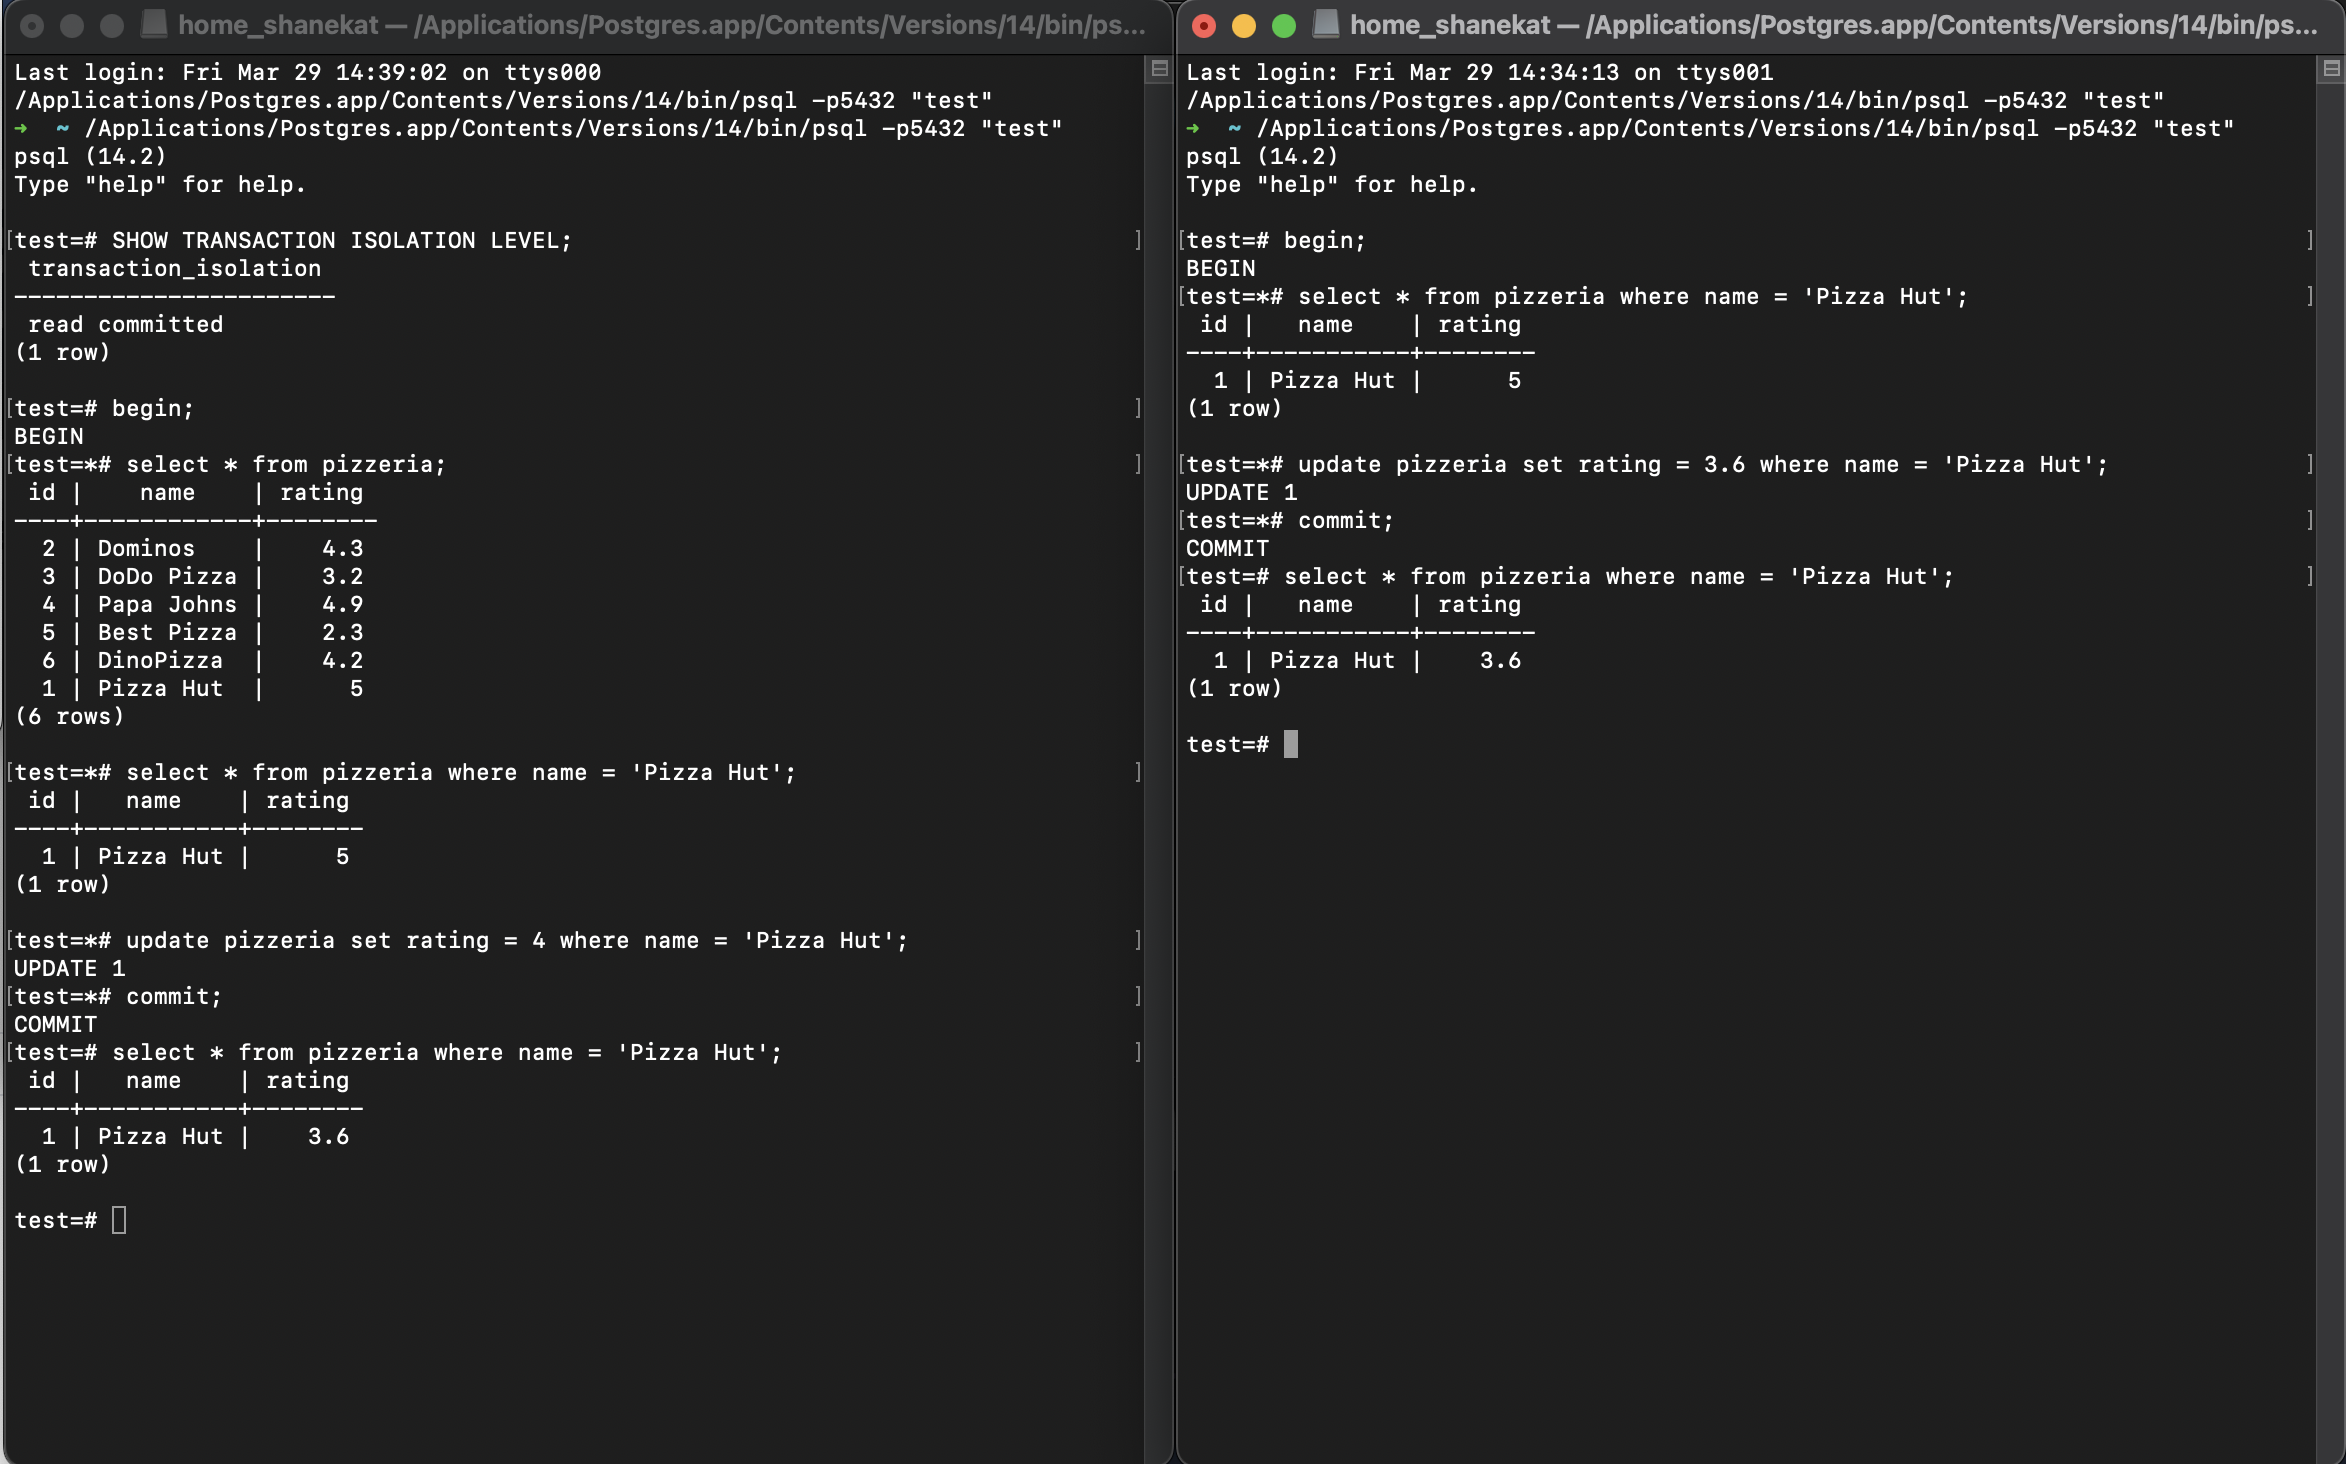 home_shanekat — /Applications/Postgres.app/Contents/Versions/14/bin/ps...
Last login: Fri Mar 29 14:39:02 on ttys000
/Applications/Postgres.app/Contents/Versions/14/bin/psql -p5432 "test"
➜  ~ /Applications/Postgres.app/Contents/Versions/14/bin/psql -p5432 "test"
psql (14.2)
Type "help" for help.

[test=# SHOW TRANSACTION ISOLATION LEVEL;                                        ]
 transaction_isolation
-----------------------
 read committed
(1 row)

[test=# begin;                                                                   ]
BEGIN
[test=*# select * from pizzeria;                                                 ]
 id |    name    | rating
----+------------+--------
  2 | Dominos    |    4.3
  3 | DoDo Pizza |    3.2
  4 | Papa Johns |    4.9
  5 | Best Pizza |    2.3
  6 | DinoPizza  |    4.2
  1 | Pizza Hut  |      5
(6 rows)

[test=*# select * from pizzeria where name = 'Pizza Hut';                        ]
 id |   name    | rating
----+-----------+--------
  1 | Pizza Hut |      5
(1 row)

[test=*# update pizzeria set rating = 4 where name = 'Pizza Hut';                ]
UPDATE 1
[test=*# commit;                                                                 ]
COMMIT
[test=# select * from pizzeria where name = 'Pizza Hut';                         ]
 id |   name    | rating
----+-----------+--------
  1 | Pizza Hut |    3.6
(1 row)

test=#
home_shanekat — /Applications/Postgres.app/Contents/Versions/14/bin/ps...
Last login: Fri Mar 29 14:34:13 on ttys001
/Applications/Postgres.app/Contents/Versions/14/bin/psql -p5432 "test"
➜  ~ /Applications/Postgres.app/Contents/Versions/14/bin/psql -p5432 "test"
psql (14.2)
Type "help" for help.

[test=# begin;                                                                   ]
BEGIN
[test=*# select * from pizzeria where name = 'Pizza Hut';                        ]
 id |   name    | rating
----+-----------+--------
  1 | Pizza Hut |      5
(1 row)

[test=*# update pizzeria set rating = 3.6 where name = 'Pizza Hut';              ]
UPDATE 1
[test=*# commit;                                                                 ]
COMMIT
[test=# select * from pizzeria where name = 'Pizza Hut';                         ]
 id |   name    | rating
----+-----------+--------
  1 | Pizza Hut |    3.6
(1 row)

test=#